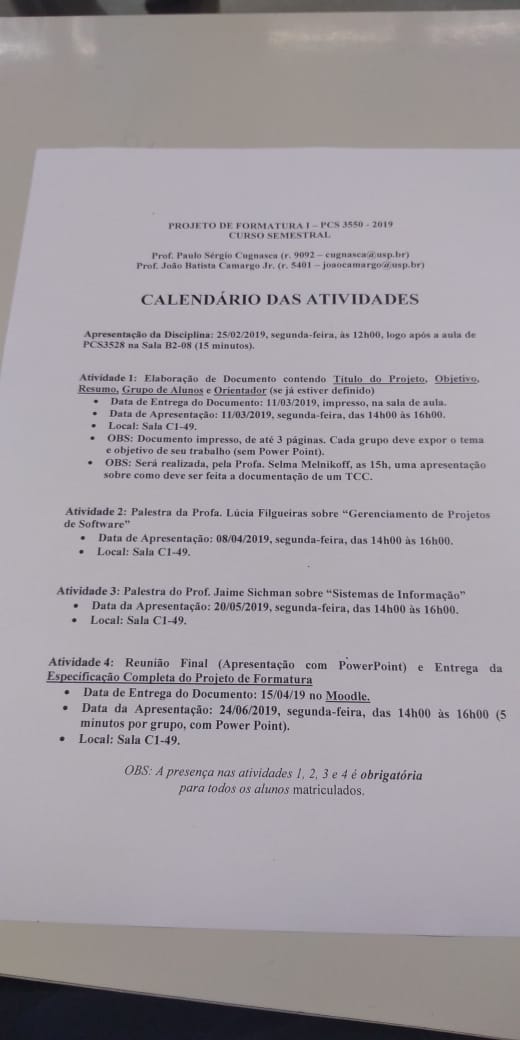 PROJETO DE FORMATURA I – PCS 3550 - 2019
CURSO SEMESTRAL
Prof. Paulo Sérgio Cugnasca (r. 9092 – cugnasca@usp.br)
Prof. João Batista Camargo Jr. (r. 5401 – joaocamargo@usp.br)
CALENDÁRIO DAS ATIVIDADES
Apresentação da Disciplina: 25/02/2019, segunda-feira, às 12h00, logo após a aula de
PCS3528 na Sala B2-08 (15 minutos).
Atividade 1: Elaboração de Documento contendo Título do Projeto, Objetivo,
Resumo, Grupo de Alunos e Orientador (se já estiver definido)
• Data de Entrega do Documento: 11/03/2019, impresso, na sala de aula.
• Data de Apresentação: 11/03/2019, segunda-feira, das 14h00 às 16h00.
• Local: Sala C1-49.
• OBS: Documento impresso, de até 3 páginas. Cada grupo deve expor o tema
e objetivo de seu trabalho (sem Power Point).
• OBS: Será realizada, pela Profa. Selma Melnikoff, as 15h, uma apresentação
sobre como deve ser feita a documentação de um TCC.
Atividade 2: Palestra da Profa. Lúcia Filgueiras sobre “Gerenciamento de Projetos
de Software”
• Data de Apresentação: 08/04/2019, segunda-feira, das 14h00 às 16h00.
• Local: Sala C1-49.
Atividade 3: Palestra do Prof. Jaime Sichman sobre “Sistemas de Informação”
• Data da Apresentação: 20/05/2019, segunda-feira, das 14h00 às 16h00.
• Local: Sala C1-49.
Atividade 4: Reunião Final (Apresentação com PowerPoint) e Entrega da
Especificação Completa do Projeto de Formatura
• Data de Entrega do Documento: 15/04/19 no Moodle.
• Data da Apresentação: 24/06/2019, segunda-feira, das 14h00 às 16h00 (5
minutos por grupo, com Power Point).
• Local: Sala C1-49.
OBS: A presença nas atividades 1, 2, 3 e 4 é obrigatória
para todos os alunos matriculados.